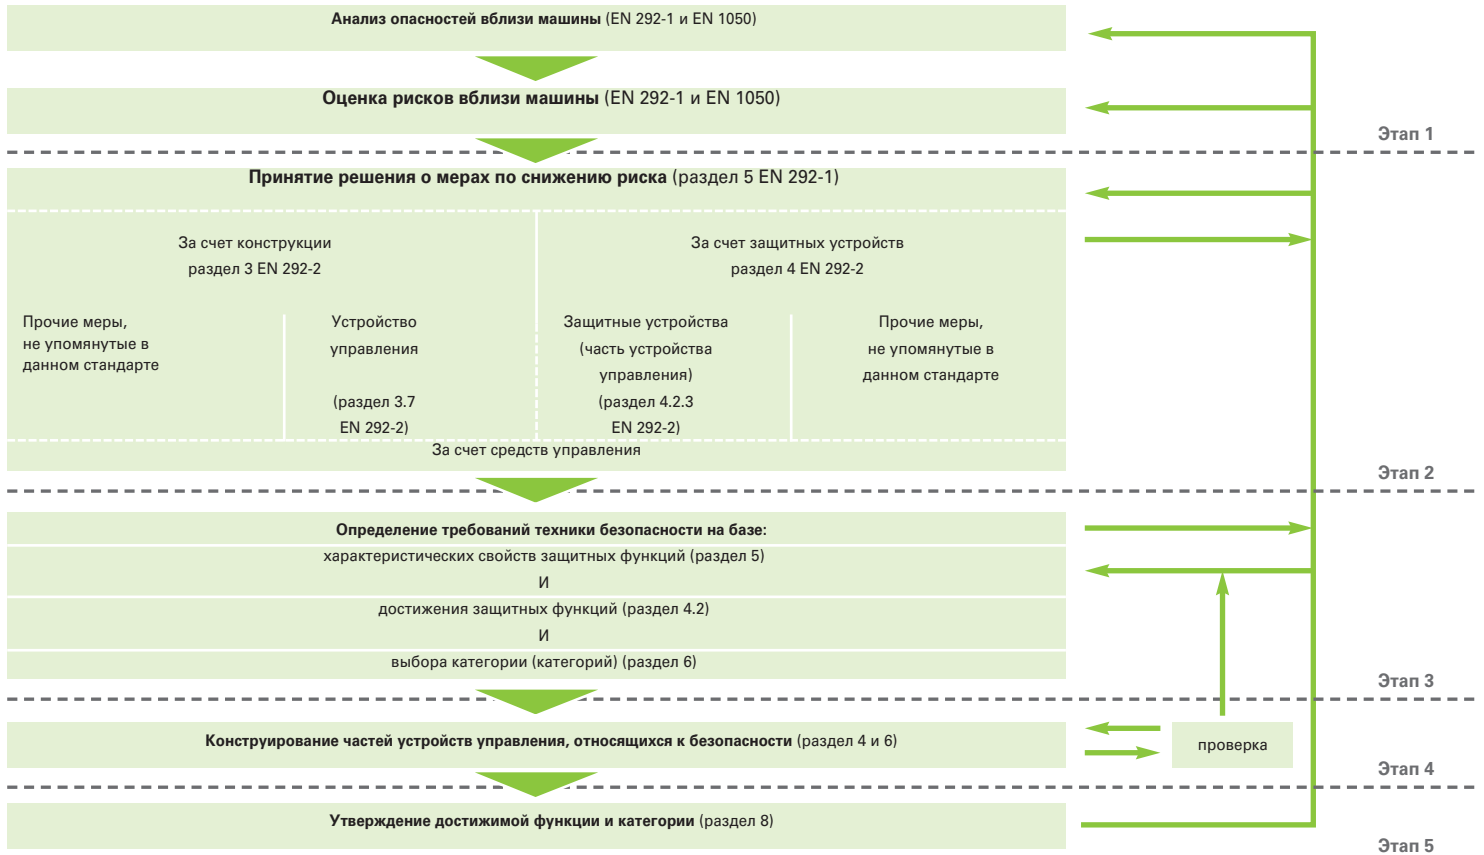 Анализ опасностей вблизи машины (EN 292-1 и EN 1050)
Оценка рисков вблизи машины (EN 292-1 и EN 1050)
Этап 1
Принятие решения о мерах по снижению риска (раздел 5 EN 292-1)
За счет конструкции
раздел 3 EN 292-2
За счет защитных устройств
раздел 4 EN 292-2
Прочие меры,
не упомянутые в
данном стандарте
Устройство
управления
(раздел 3.7
EN 292-2)
Защитные устройства
(часть устройства
управления)
(раздел 4.2.3
EN 292-2)
Прочие меры,
не упомянутые в
данном стандарте
За счет средств управления
Этап 2
Определение требований техники безопасности на базе:
характеристических свойств защитных функций (раздел 5)
И
достижения защитных функций (раздел 4.2)
И
выбора категории (категорий) (раздел 6)
Этап 3
Конструирование частей устройств управления, относящихся к безопасности (раздел 4 и 6)
проверка
Этап 4
Утверждение достижимой функции и категории (раздел 8)
Этап 5